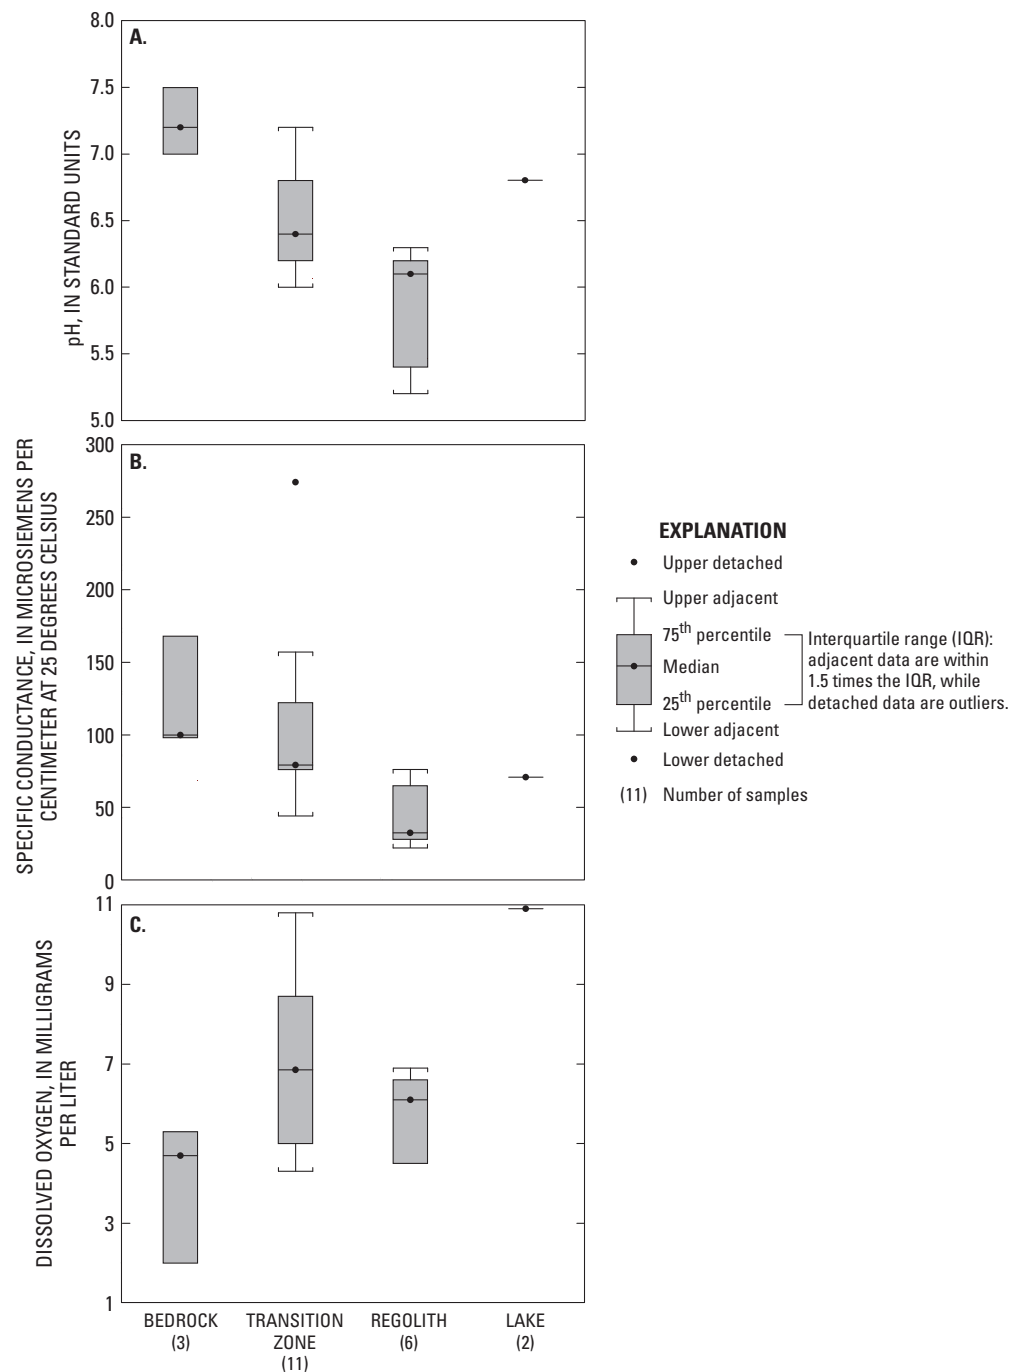 A.
pH, IN STANDARD UNITS
8.0
7.5
7.0
6.5
6.0
5.5
5.0
B.
SPECIFIC CONDUCTANCE, IN MICROSIEMENS PER
CENTIMETER AT 25 DEGREES CELSIUS
300
250
200
150
100
50
0
C.
DISSOLVED OXYGEN, IN MILLIGRAMS
PER LITER
11
9
7
5
3
1
BEDROCK
(3)
TRANSITION
ZONE
(11)
REGOLITH
(6)
LAKE
(2)
EXPLANATION
Upper detached
Upper adjacent
75th percentile
Median
25th percentile
Lower adjacent
Lower detached
(11) Number of samples
Interquartile range (IQR):
adjacent data are within
1.5 times the IQR, while
detached data are outliers.